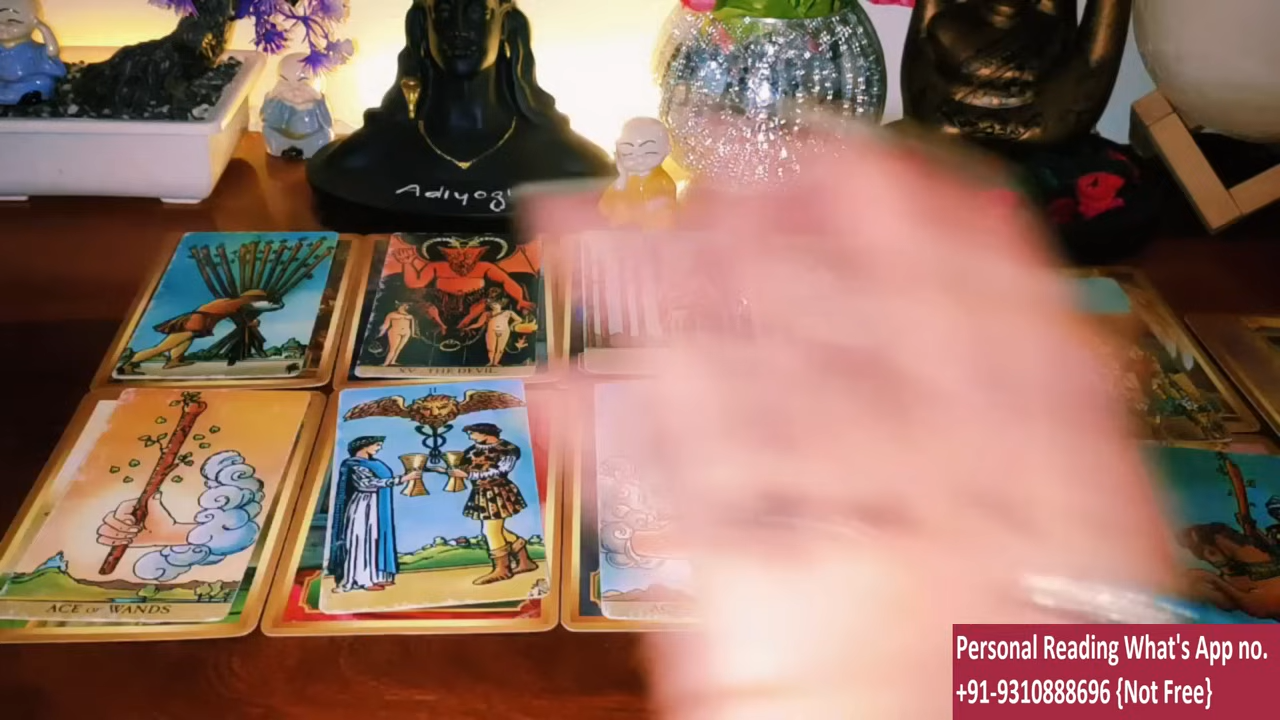 Adiyogi
XV · THE DEVIL
ACE OF WANDS
Personal Reading What's App no.
+91-9310888696 {Not Free}